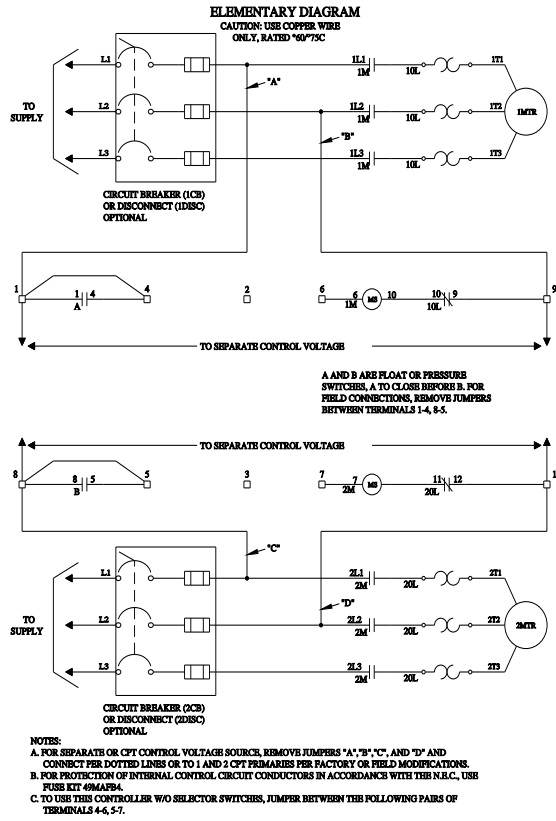 ELEMENTARY DIAGRAM
CAUTION: USE COPPER WIRE
ONLY, RATED °60/°75C
L1
1L1
1M
10L
1T1
"A"
TO
SUPPLY
L2
1L2
1M
10L
1T2
1MTR
"B"
L3
1L3
1M
10L
1T3
CIRCUIT BREAKER (1CB)
OR DISCONNECT (1DISC)
OPTIONAL
1
1
4
A
4
2
6
6
1M
MS
10
10
9
10L
9
TO SEPARATE CONTROL VOLTAGE
A AND B ARE FLOAT OR PRESSURE
SWITCHES, A TO CLOSE BEFORE B. FOR
FIELD CONNECTIONS, REMOVE JUMPERS
BETWEEN TERMINALS 1-4, 8-5.
TO SEPARATE CONTROL VOLTAGE
8
8
5
B
5
3
7
7
2M
MS
11
12
20L
1
"C"
L1
2L1
2M
20L
2T1
"D"
TO
SUPPLY
L2
2L2
2M
20L
2T2
2MTR
L3
2L3
2M
20L
2T3
CIRCUIT BREAKER (2CB)
OR DISCONNECT (2DISC)
OPTIONAL
NOTES:
A. FOR SEPARATE OR CPT CONTROL VOLTAGE SOURCE, REMOVE JUMPERS "A","B","C", AND "D" AND
CONNECT PER DOTTED LINES OR TO 1 AND 2 CPT PRIMARIES PER FACTORY OR FIELD MODIFICATIONS.
B. FOR PROTECTION OF INTERNAL CONTROL CIRCUIT CONDUCTORS IN ACCORDANCE WITH THE N.E.C., USE
FUSE KIT 49MAFB4.
C. TO USE THIS CONTROLLER W/O SELECTOR SWITCHES, JUMPER BETWEEN THE FOLLOWING PAIRS OF
TERMINALS 4-6, 5-7.